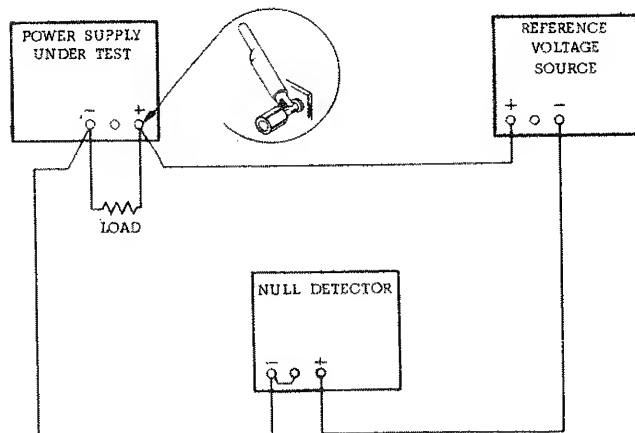 POWER SUPPLY
UNDER TEST
- +
LOAD
REFERENCE
VOLTAGE
SOURCE
+ -
NULL DETECTOR
- +